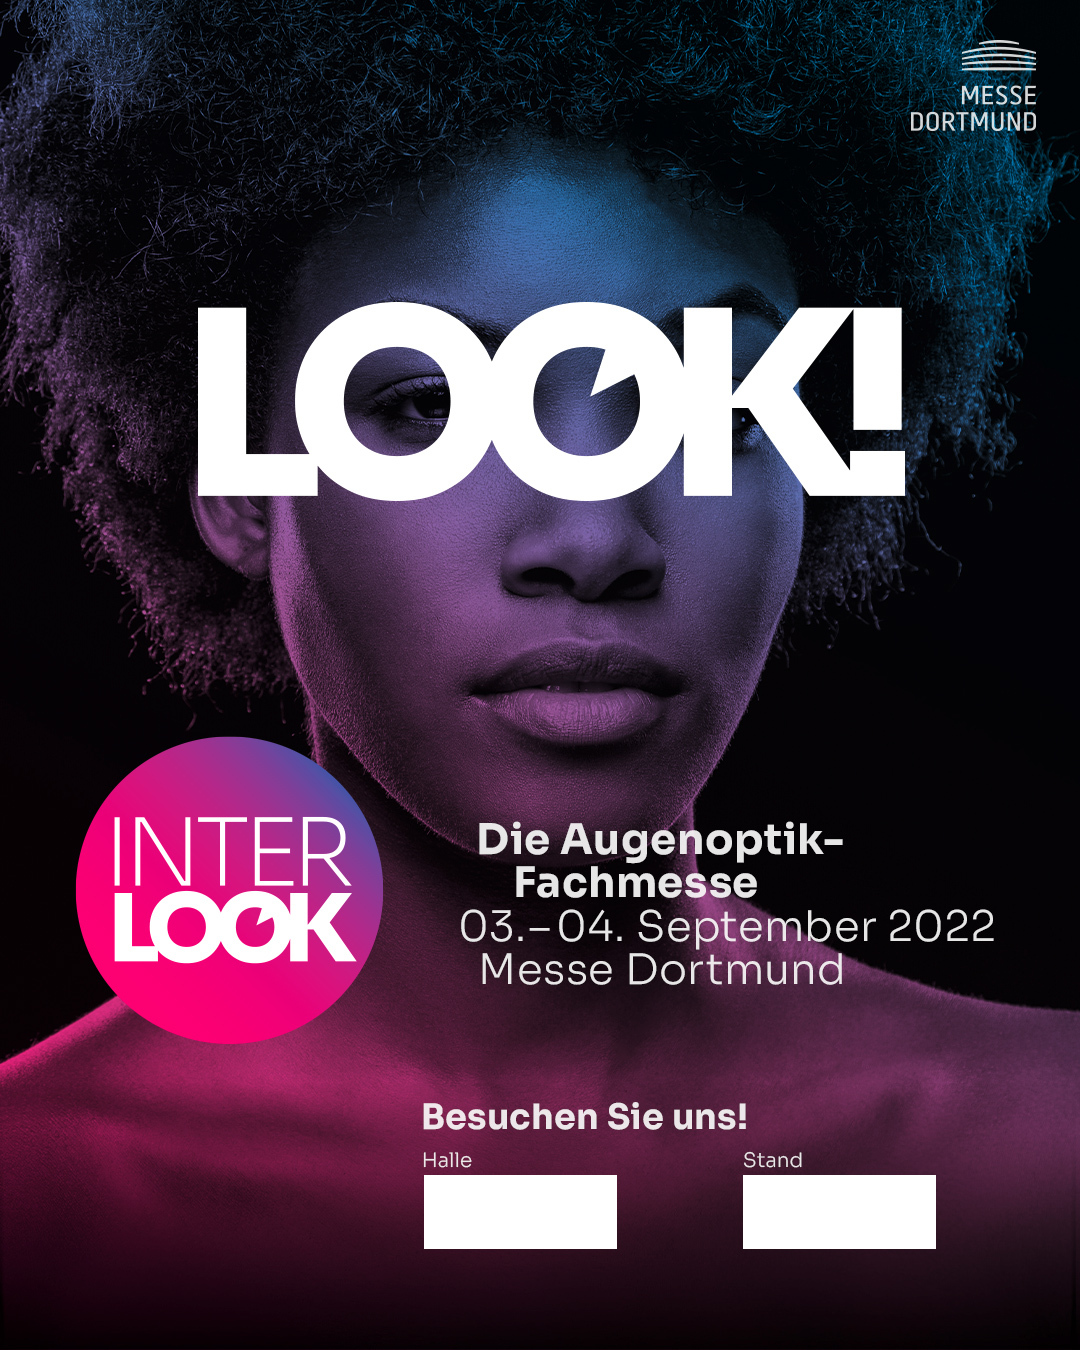 MESSE
DORTMUND
LOOK!
INTER
LOOK
Die Augenoptik-
Fachmesse
03.–04. September 2022
Messe Dortmund
Besuchen Sie uns!
Halle
Stand